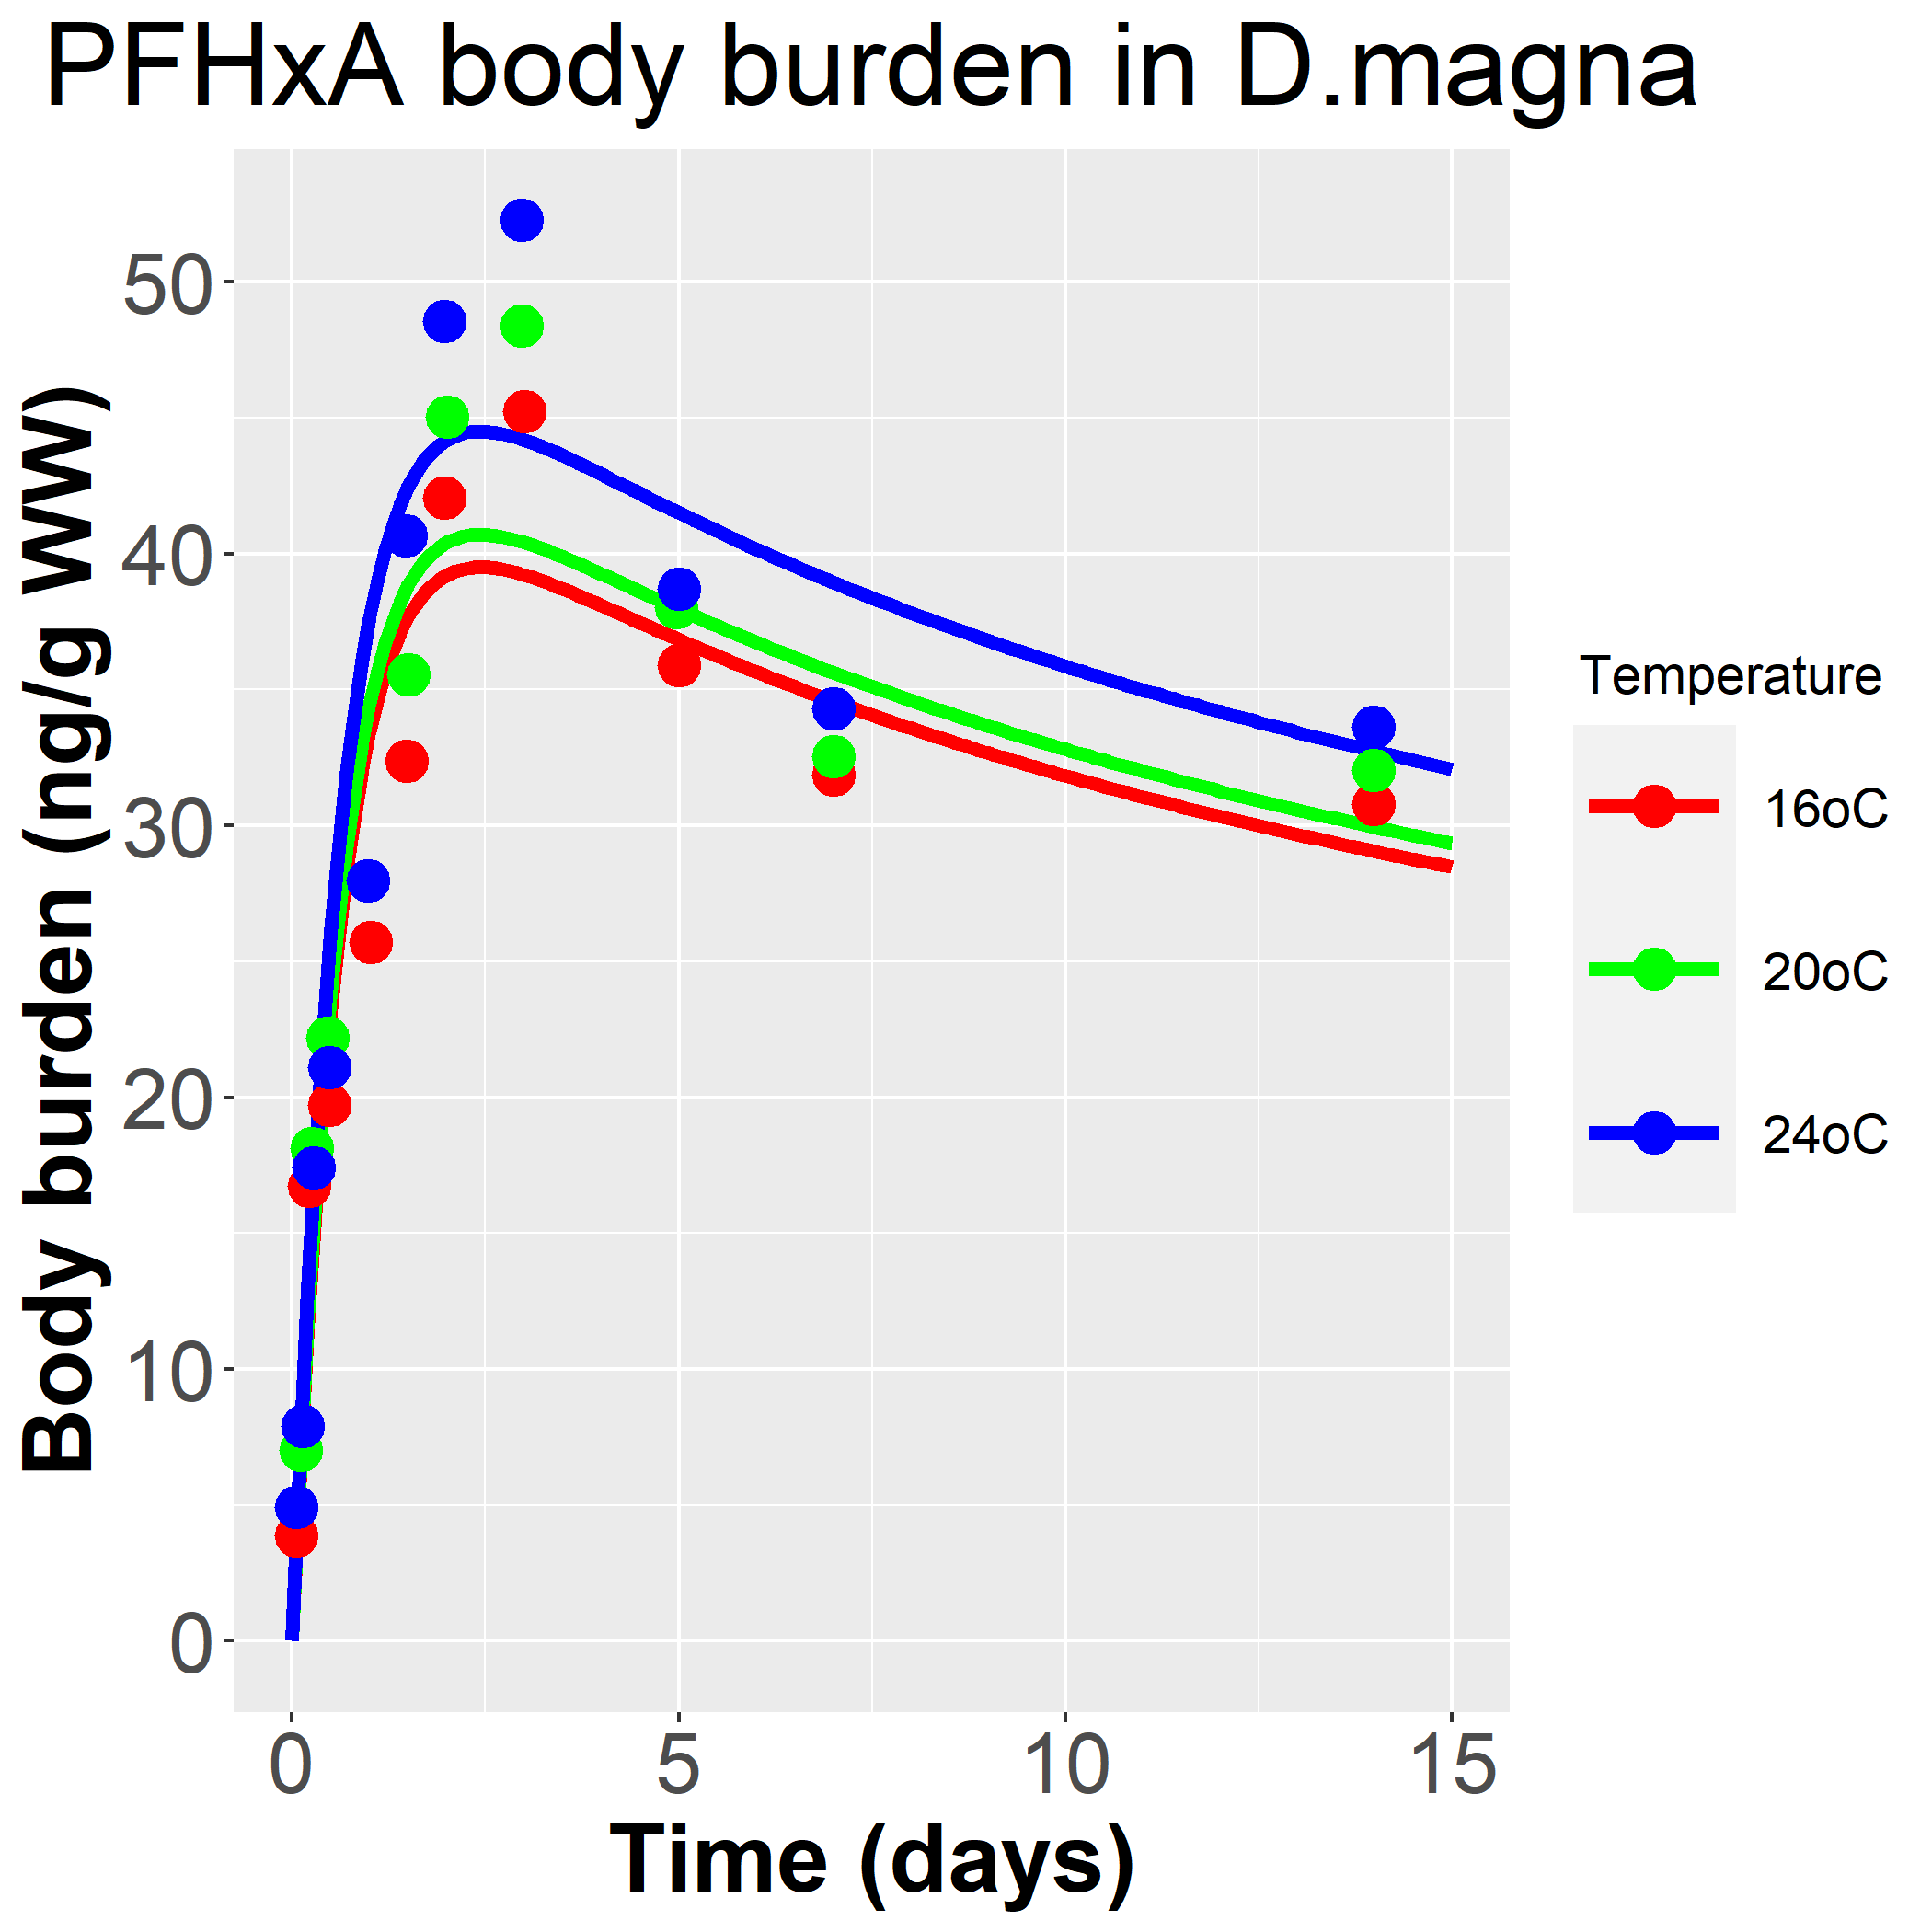 PFHxA body burden in D.magna
Body burden (ng/g WW)
50
40
30
20
10
0
0 5 10 15
Time (days)
Temperature
16oC
20oC
24oC